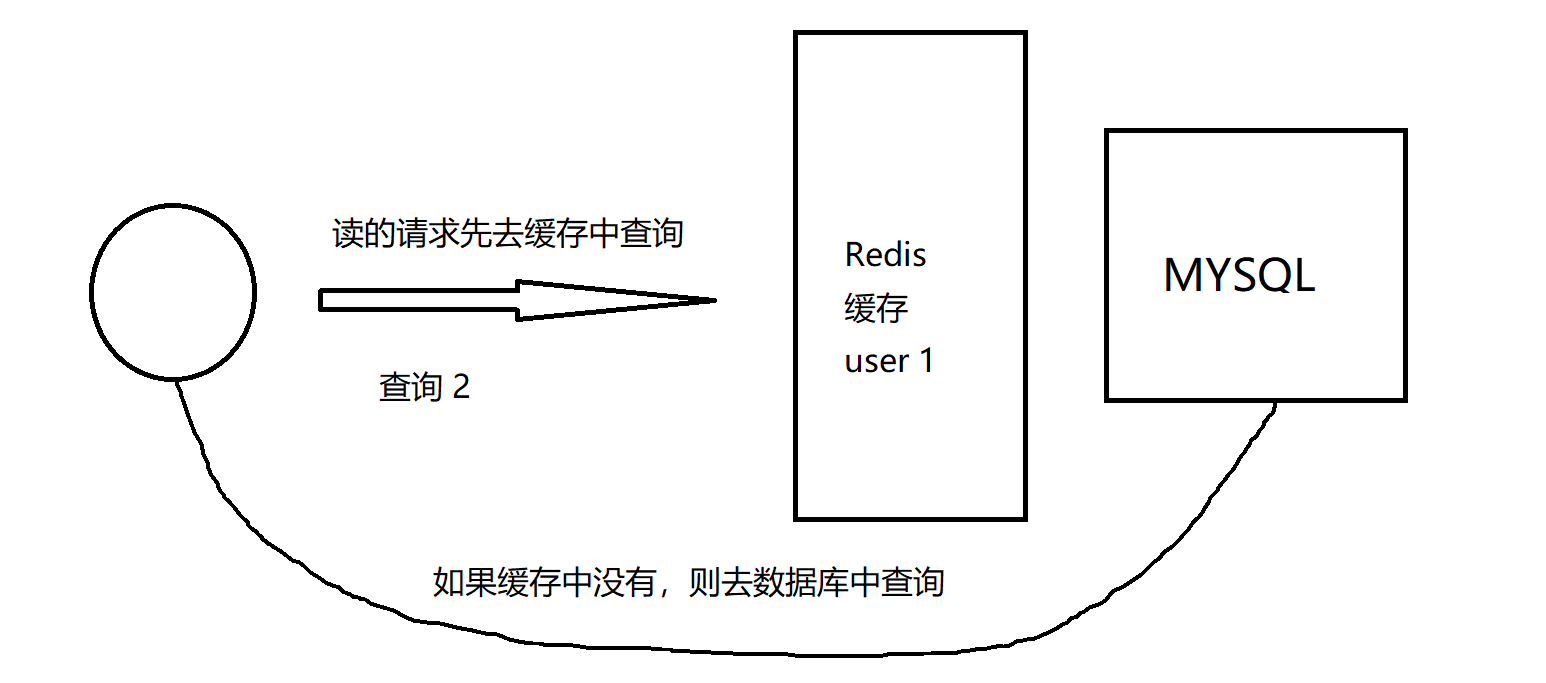 读的请求先去缓存中查询
查询 2
Redis
缓存
user 1
MYSQL
如果缓存中没有，则去数据库中查询